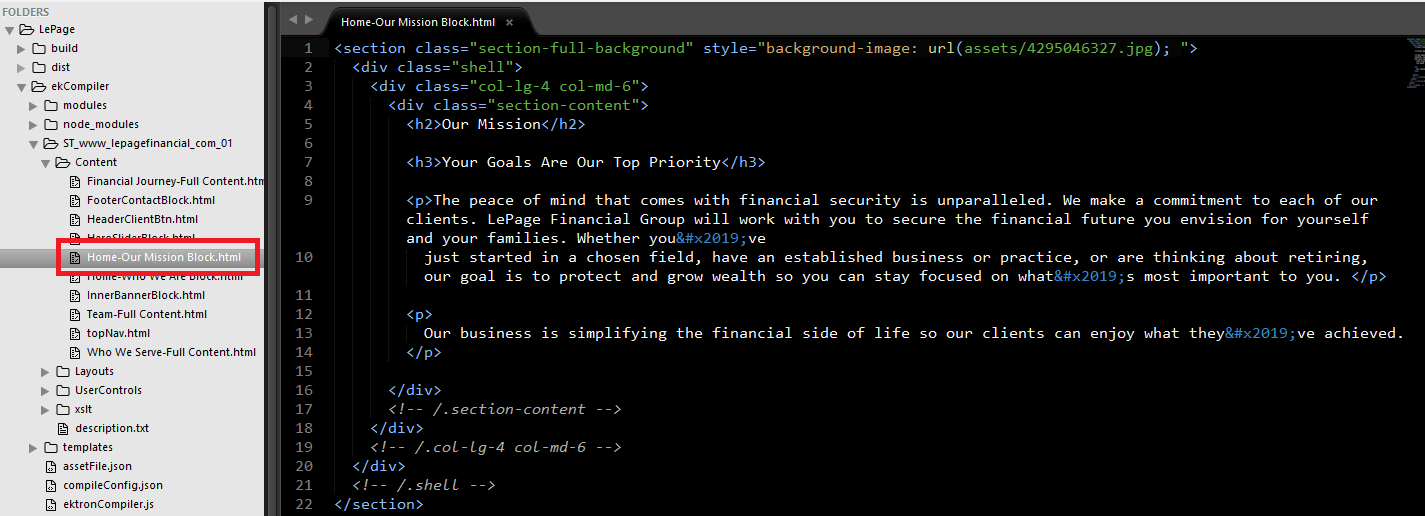 FOLDERS
LePage
build
dist
ekCompiler
modules
node_modules
ST_www_lepagefinancial_com_01
Content
Financial Journey-Full Content.htm
FooterContactBlock.html
HeaderClientBtn.html
HeroSliderBlock.html
Home-Our Mission Block.html
Home-Who We Are Block.html
InnerBannerBlock.html
Team-Full Content.html
topNav.html
Who We Serve-Full Content.html
Layouts
UserControls
xslt
description.txt
templates
assetFile.json
compileConfig.json
ektronCompiler.js
Home-Our Mission Block.html ×
1 <section class="section-full-background" style="background-image: url(assets/4295046327.jpg); ">
2 <div class="shell">
3 <div class="col-lg-4 col-md-6">
4 <div class="section-content">
5 <h2>Our Mission</h2>
6
7 <h3>Your Goals Are Our Top Priority</h3>
8
9 <p>The peace of mind that comes with financial security is unparalleled. We make a commitment to each of our
clients. LePage Financial Group will work with you to secure the financial future you envision for yourself
and your families. Whether you&#x2019;ve
10 just started in a chosen field, have an established business or practice, or are thinking about retiring,
our goal is to protect and grow wealth so you can stay focused on what&#x2019;s most important to you. </p>
11
12 <p>
13 Our business is simplifying the financial side of life so our clients can enjoy what they&#x2019;ve achieved.
14 </p>
15
16 </div>
17 <!-- /.section-content -->
18 </div>
19 <!-- /.col-lg-4 col-md-6 -->
20 </div>
21 <!-- /.shell -->
22 </section>